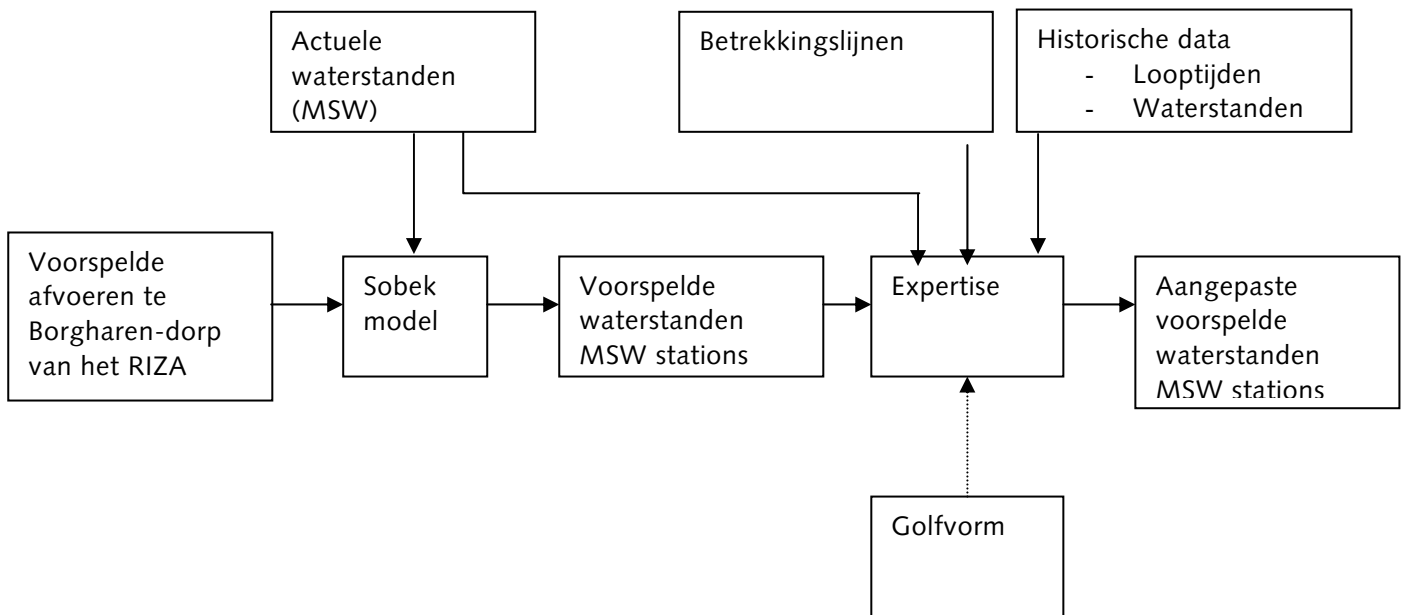 Actuele
waterstanden
(MSW)
Betrekkingslijnen
Historische data
- Looptijden
- Waterstanden
Voorspelde
afvoeren te
Borgharen-dorp
van het RIZA
Sobek
model
Voorspelde
waterstanden
MSW stations
Expertise
Aangepaste
voorspelde
waterstanden
MSW stations
Golfvorm